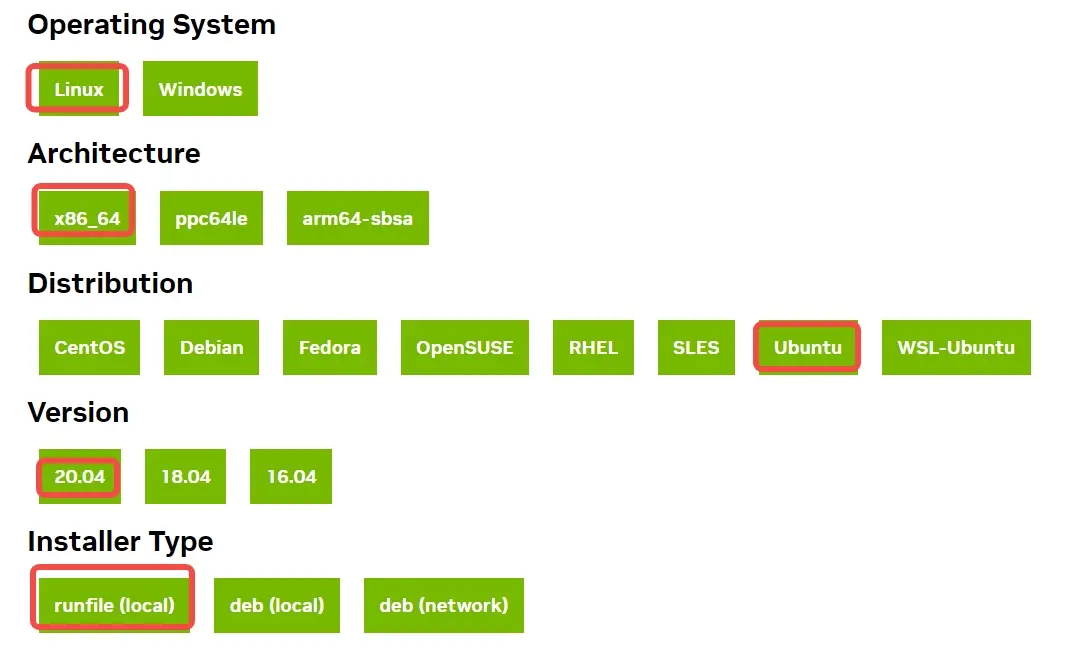 Operating System
Linux Windows
Architecture
x86_64 ppc64le arm64-sbsa
Distribution
CentOS Debian Fedora OpenSUSE RHEL SLES Ubuntu WSL-Ubuntu
Version
20.04 18.04 16.04
Installer Type
runfile (local) deb (local) deb (network)